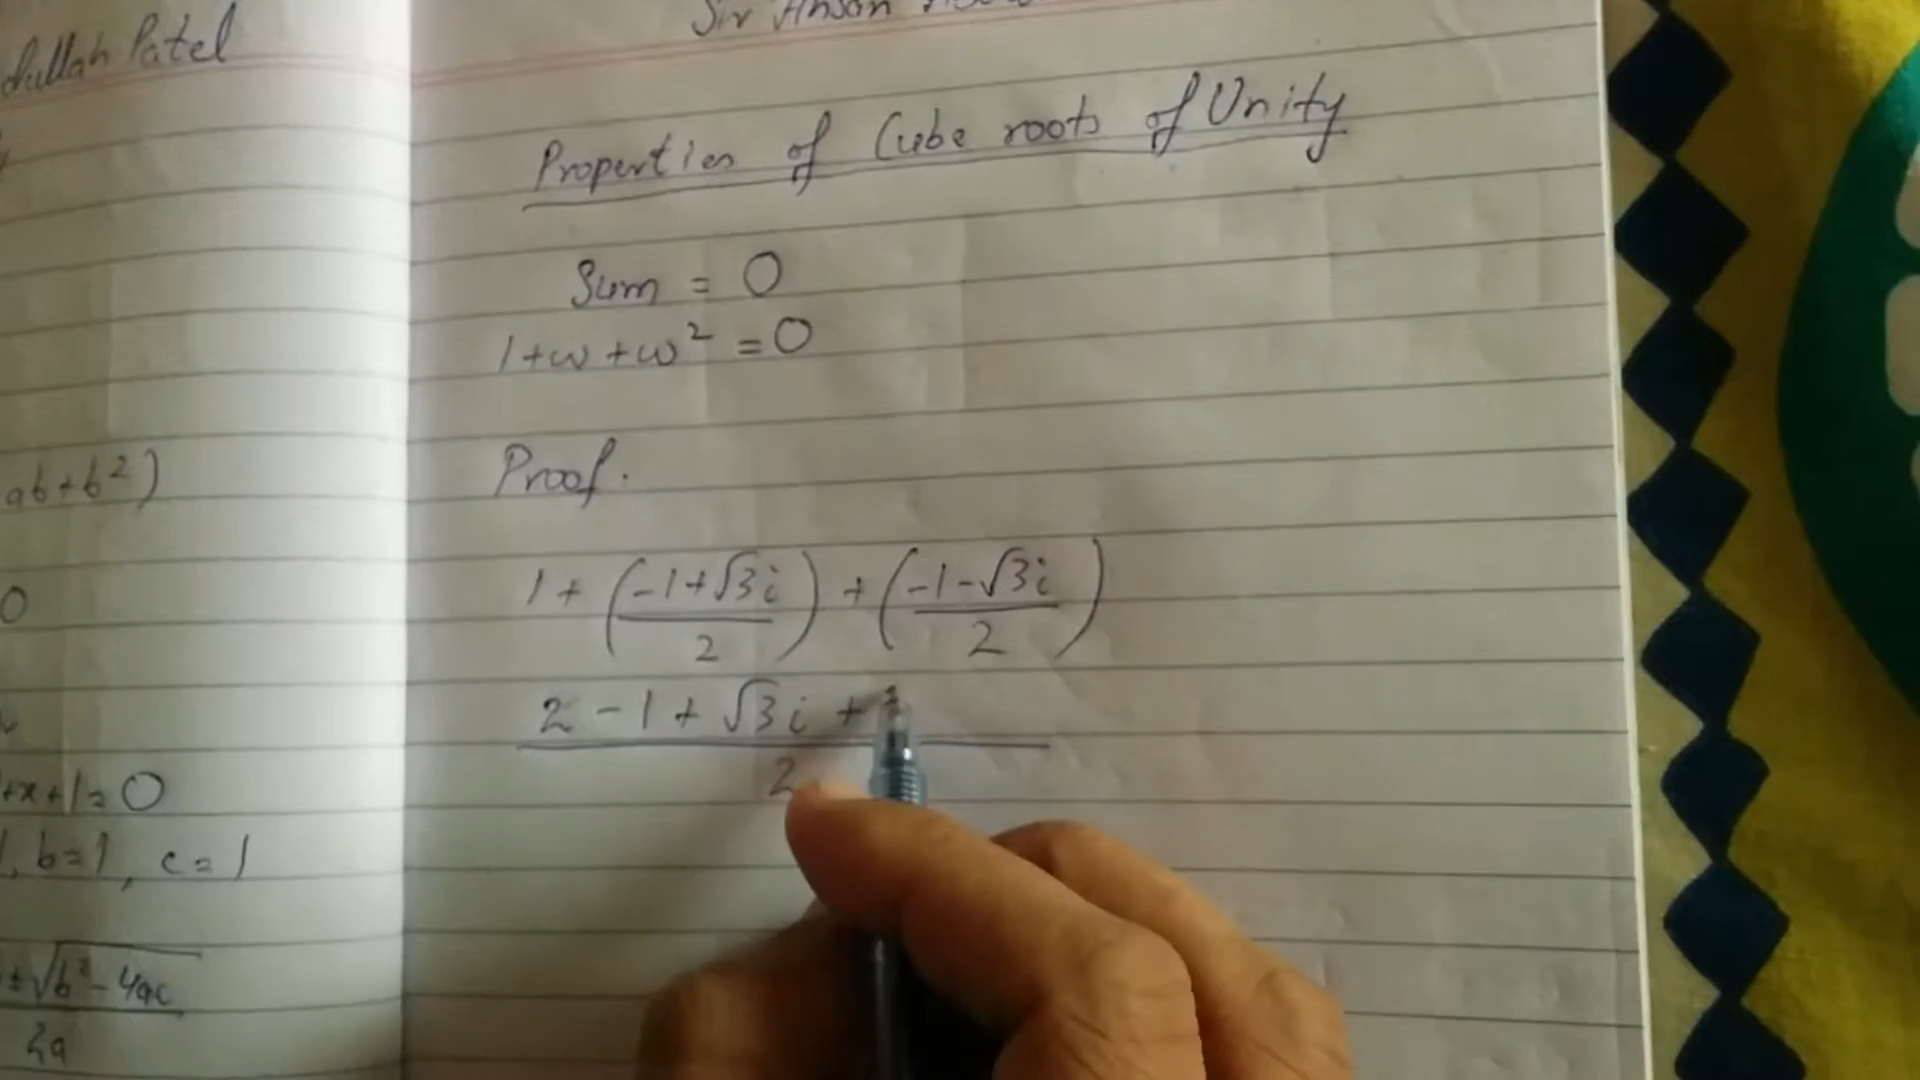 Patel
ab+b²)
0
+x+1=0
, b=1, c=1
±√b²-4ac
2a
Sir Ahsan
Properties of Cube roots of Unity
Sum = 0
1+ω+ω² =0
Proof.
1+ (-1+√3i/2) + (-1-√3i/2)
2 - 1 + √3i +
2